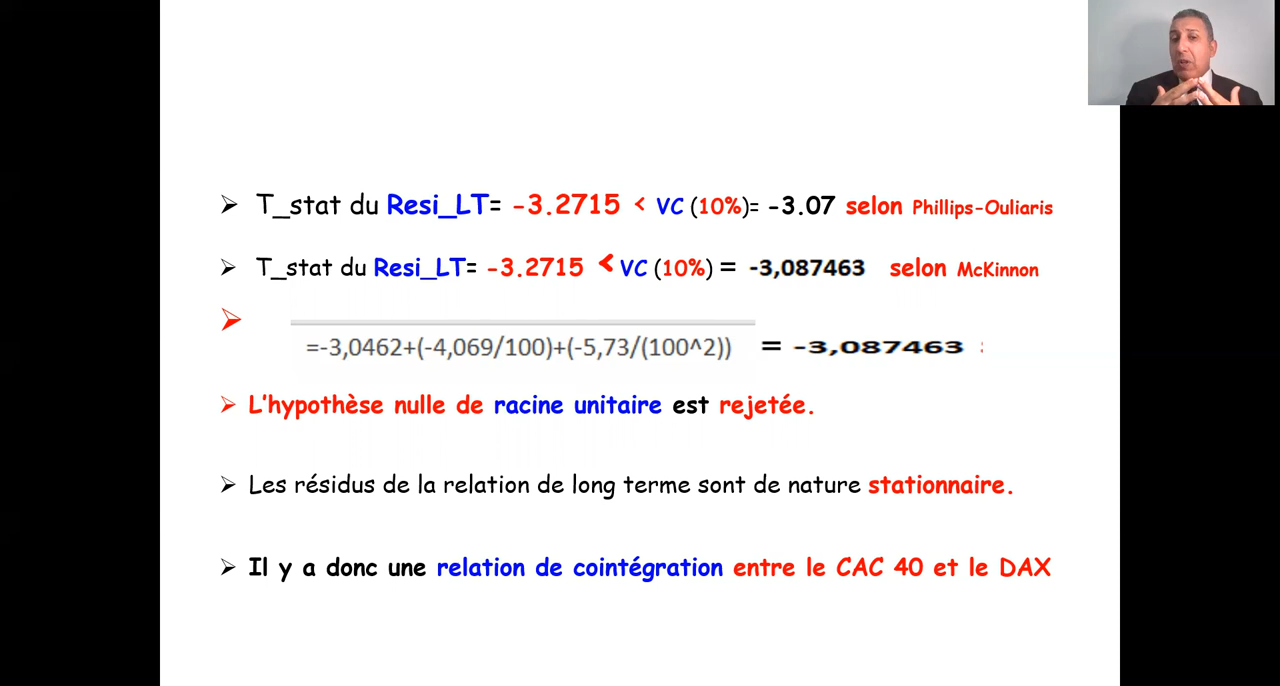 T_stat du Resi_LT= -3.2715 < VC (10%)= -3.07 selon Phillips-Ouliaris
T_stat du Resi_LT= -3.2715 < VC (10%) = -3,087463 selon McKinnon
=-3,0462+(-4,069/100)+(-5,73/(100^2)) = -3,087463
L'hypothèse nulle de racine unitaire est rejetée.
Les résidus de la relation de long terme sont de nature stationnaire.
Il y a donc une relation de cointégration entre le CAC 40 et le DAX